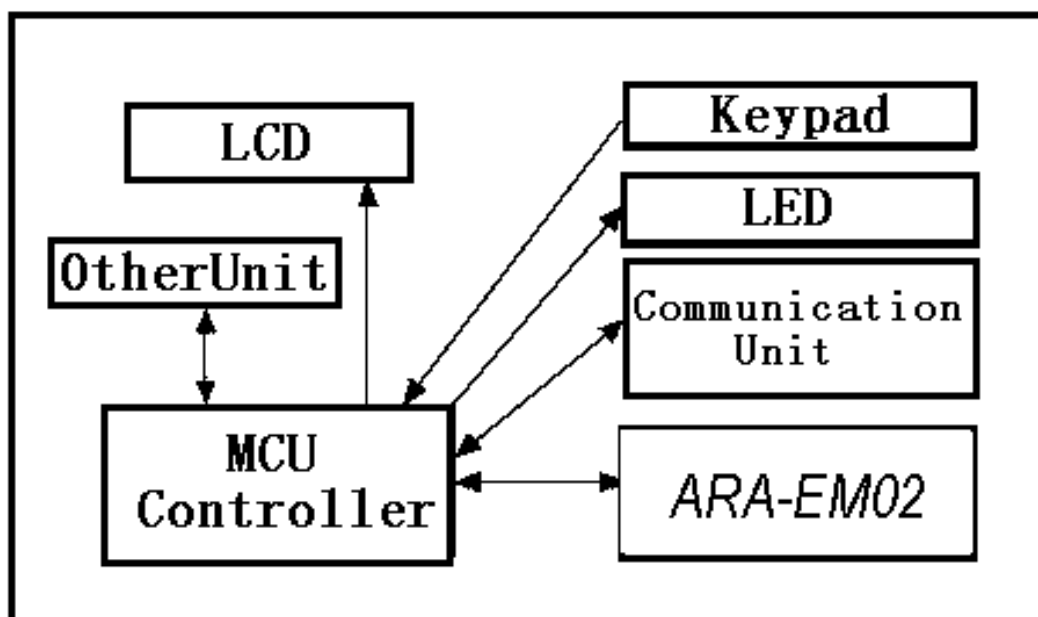 LCD
Keypad
LED
OtherUnit
Communication
Unit
MCU
Controller
ARA-EM02